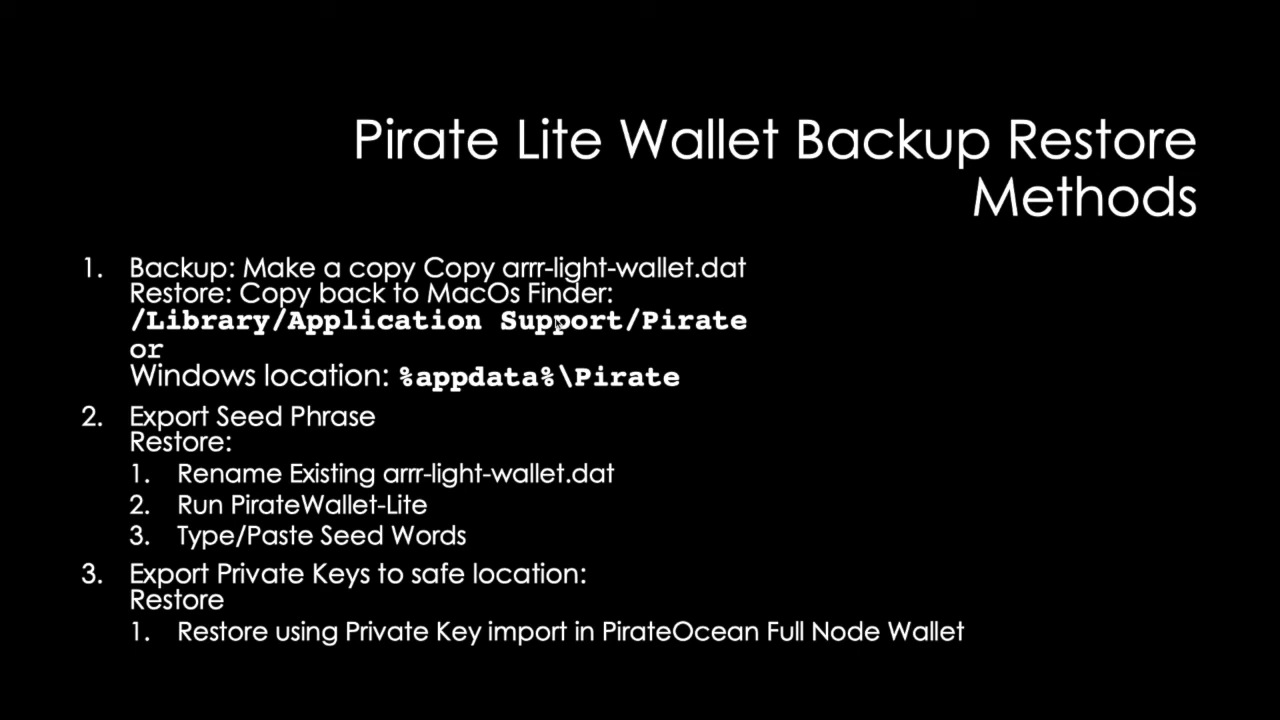 Pirate Lite Wallet Backup Restore
Methods
1. Backup: Make a copy Copy arrr-light-wallet.dat
Restore: Copy back to MacOs Finder:
/Library/Application Support/Pirate
or
Windows location: %appdata%\Pirate
2. Export Seed Phrase
Restore:
1. Rename Existing arrr-light-wallet.dat
2. Run PirateWallet-Lite
3. Type/Paste Seed Words
3. Export Private Keys to safe location:
Restore
1. Restore using Private Key import in PirateOcean Full Node Wallet